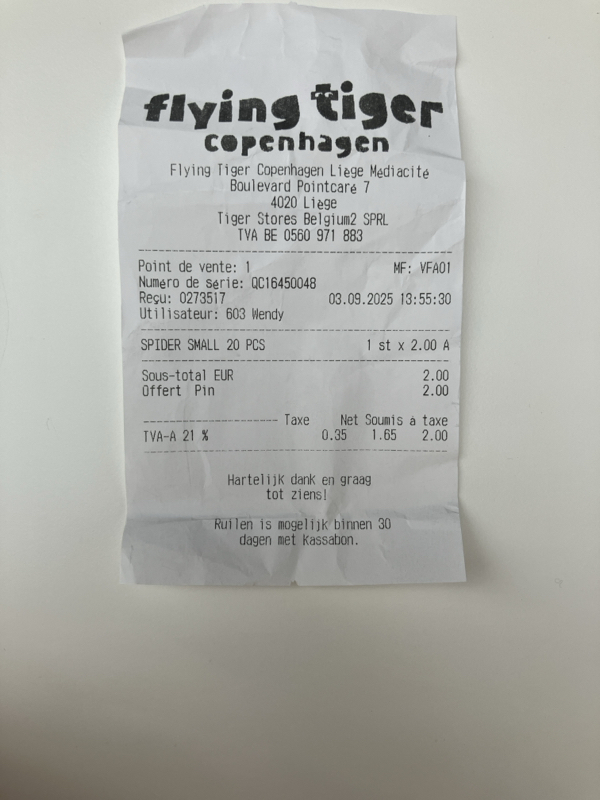 flying tiger
copenhagen
Flying Tiger Copenhagen Liège Médiacité
Boulevard Pointcaré 7
4020 Liège
Tiger Stores Belgium2 SPRL
TVA BE 0560 971 883
Point de vente: 1 MF: VFA01
Numéro de série: QC16450048
Reçu: 0273517 03.09.2025 13:55:30
Utilisateur: 603 Wendy
SPIDER SMALL 20 PCS 1 st x 2.00 A
Sous-total EUR 2.00
Offert Pin 2.00
Taxe Net Soumis à taxe
TVA-A 21 % 0.35 1.65 2.00
Hartelijk dank en graag
tot ziens!
Ruilen is mogelijk binnen 30
dagen met kassabon.